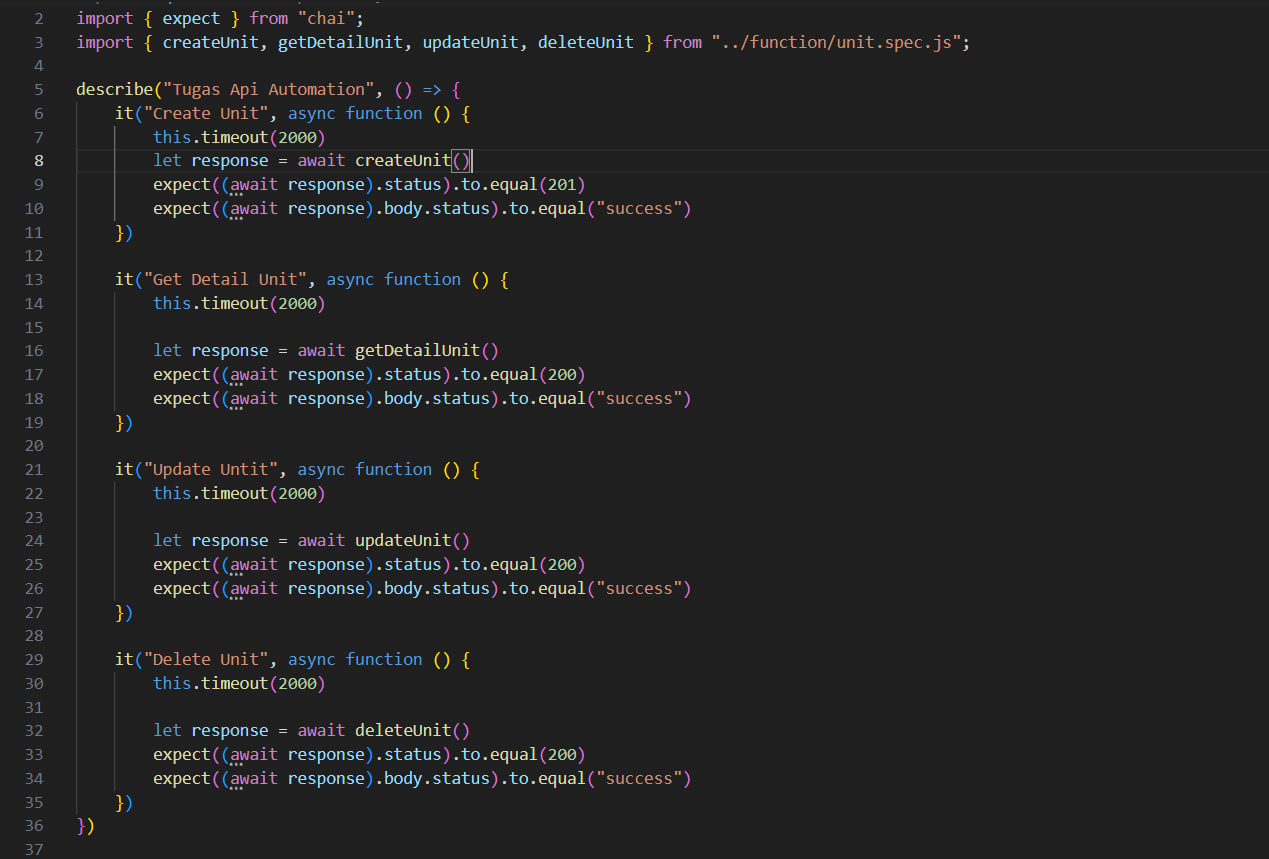 2 import { expect } from "chai";
3 import { createUnit, getDetailUnit, updateUnit, deleteUnit } from "../function/unit.spec.js";
4
5 describe("Tugas Api Automation", () => {
6 it("Create Unit", async function () {
7 this.timeout(2000)
8 let response = await createUnit()
9 expect((await response).status).to.equal(201)
10 expect((await response).body.status).to.equal("success")
11 })
12
13 it("Get Detail Unit", async function () {
14 this.timeout(2000)
15
16 let response = await getDetailUnit()
17 expect((await response).status).to.equal(200)
18 expect((await response).body.status).to.equal("success")
19 })
20
21 it("Update Untit", async function () {
22 this.timeout(2000)
23
24 let response = await updateUnit()
25 expect((await response).status).to.equal(200)
26 expect((await response).body.status).to.equal("success")
27 })
28
29 it("Delete Unit", async function () {
30 this.timeout(2000)
31
32 let response = await deleteUnit()
33 expect((await response).status).to.equal(200)
34 expect((await response).body.status).to.equal("success")
35 })
36 })
37